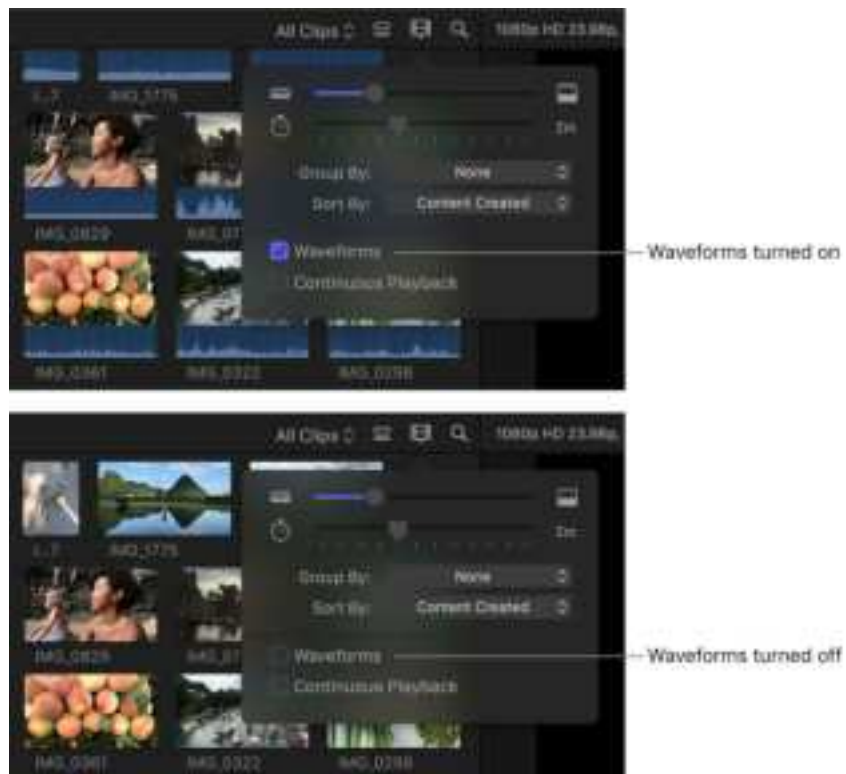 All Clips
1080p HD 23.98p,
IMG_1775
Group By: None
Sort By: Content Created
IMG_0829
Waveforms
Waveforms turned on
Continuous Playback
IMG_0361
IMG_0322
IMG_0298
All Clips
1080p HD 23.98p,
IMG_1775
Group By: None
Sort By: Content Created
IMG_0829
Waveforms
Waveforms turned off
Continuous Playback
IMG_0361
IMG_0322
IMG_0298